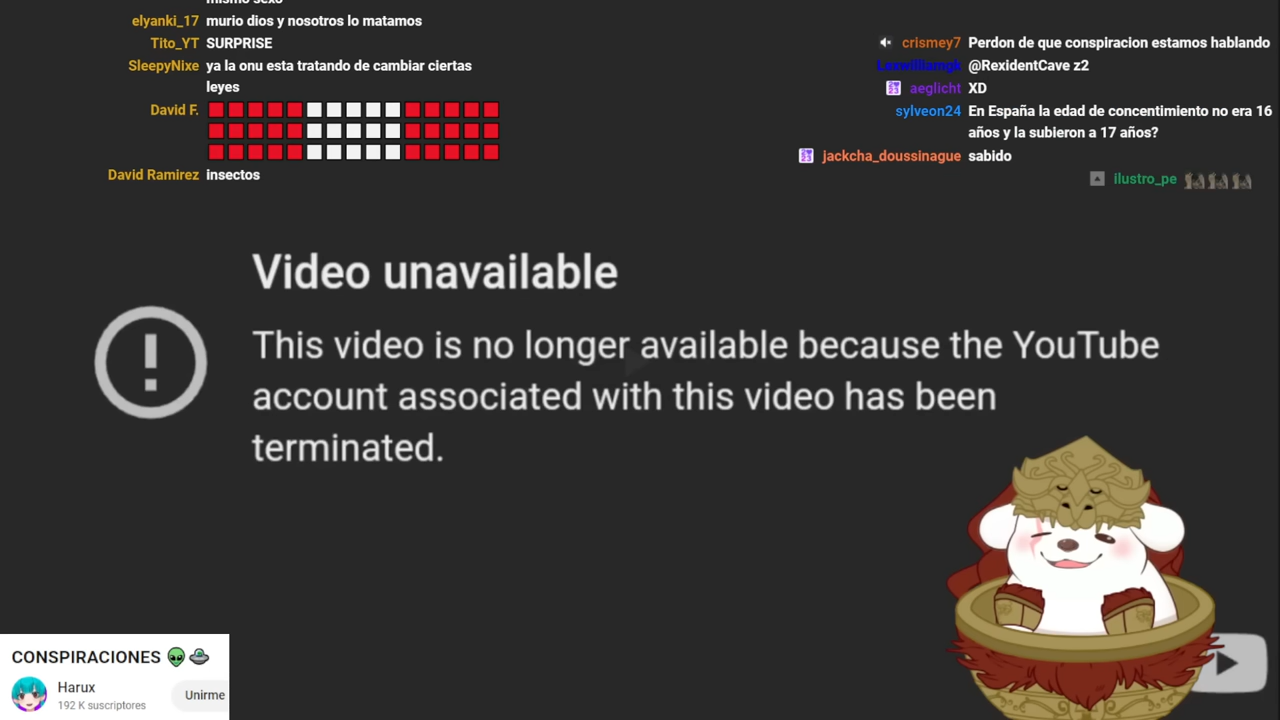 mismo sexo
elyanki_17 murio dios y nosotros lo matamos
Tito_YT SURPRISE
SleepyNixe ya la onu esta tratando de cambiar ciertas
leyes
David F.
David Ramirez insectos
crismey7 Perdon de que conspiracion estamos hablando
@RexidentCave z2
aeglicht XD
sylveon24 En España la edad de concentimiento no era 16
años y la subieron a 17 años?
jackcha_doussinague sabido
ilustro_pe
Video unavailable
This video is no longer available because the YouTube
account associated with this video has been
terminated.
CONSPIRACIONES
Harux
192 K suscriptores
Unirme